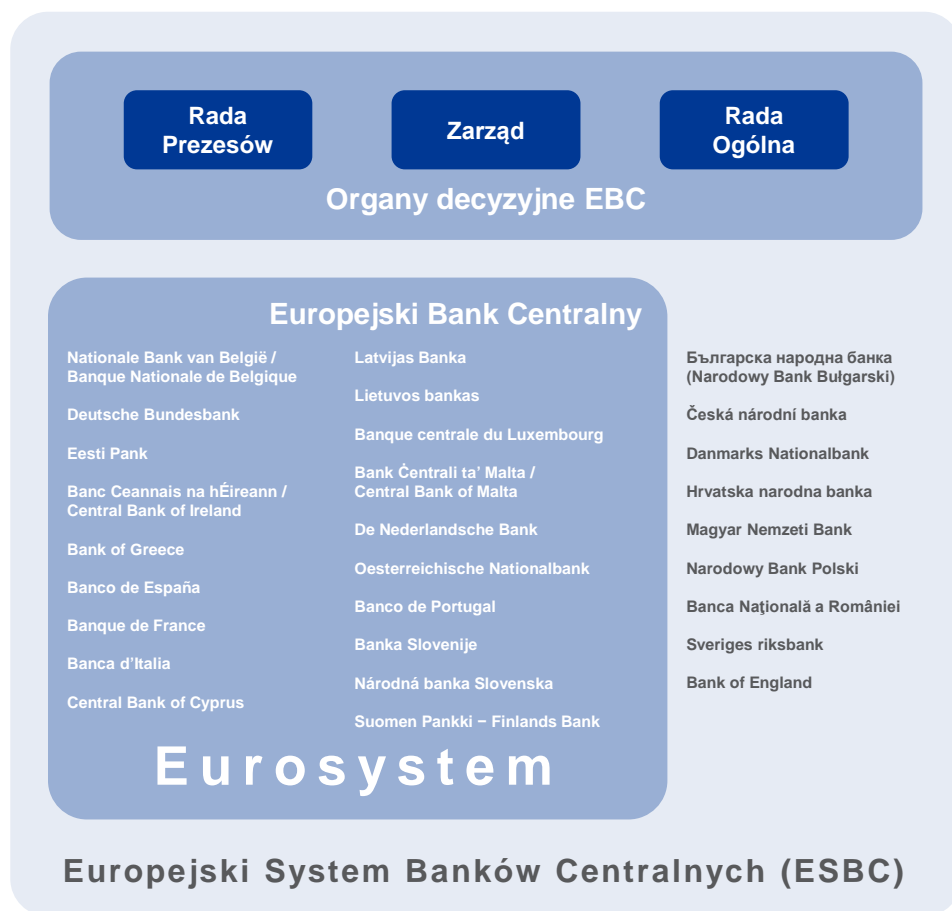 Rada
Prezesów
Zarząd
Rada
Ogólna
Organy decyzyjne EBC
Europejski Bank Centralny
Nationale Bank van België /
Banque Nationale de Belgique
Deutsche Bundesbank
Eesti Pank
Banc Ceannais na hÉireann /
Central Bank of Ireland
Bank of Greece
Banco de España
Banque de France
Banca d’Italia
Central Bank of Cyprus
Latvijas Banka
Lietuvos bankas
Banque centrale du Luxembourg
Bank Ċentrali ta’ Malta /
Central Bank of Malta
De Nederlandsche Bank
Oesterreichische Nationalbank
Banco de Portugal
Banka Slovenije
Národná banka Slovenska
Suomen Pankki − Finlands Bank
Eurosystem
Българска народна банка
(Narodowy Bank Bułgarski)
Česká národní banka
Danmarks Nationalbank
Hrvatska narodna banka
Magyar Nemzeti Bank
Narodowy Bank Polski
Banca Naţională a României
Sveriges riksbank
Bank of England
Europejski System Banków Centralnych (ESBC)